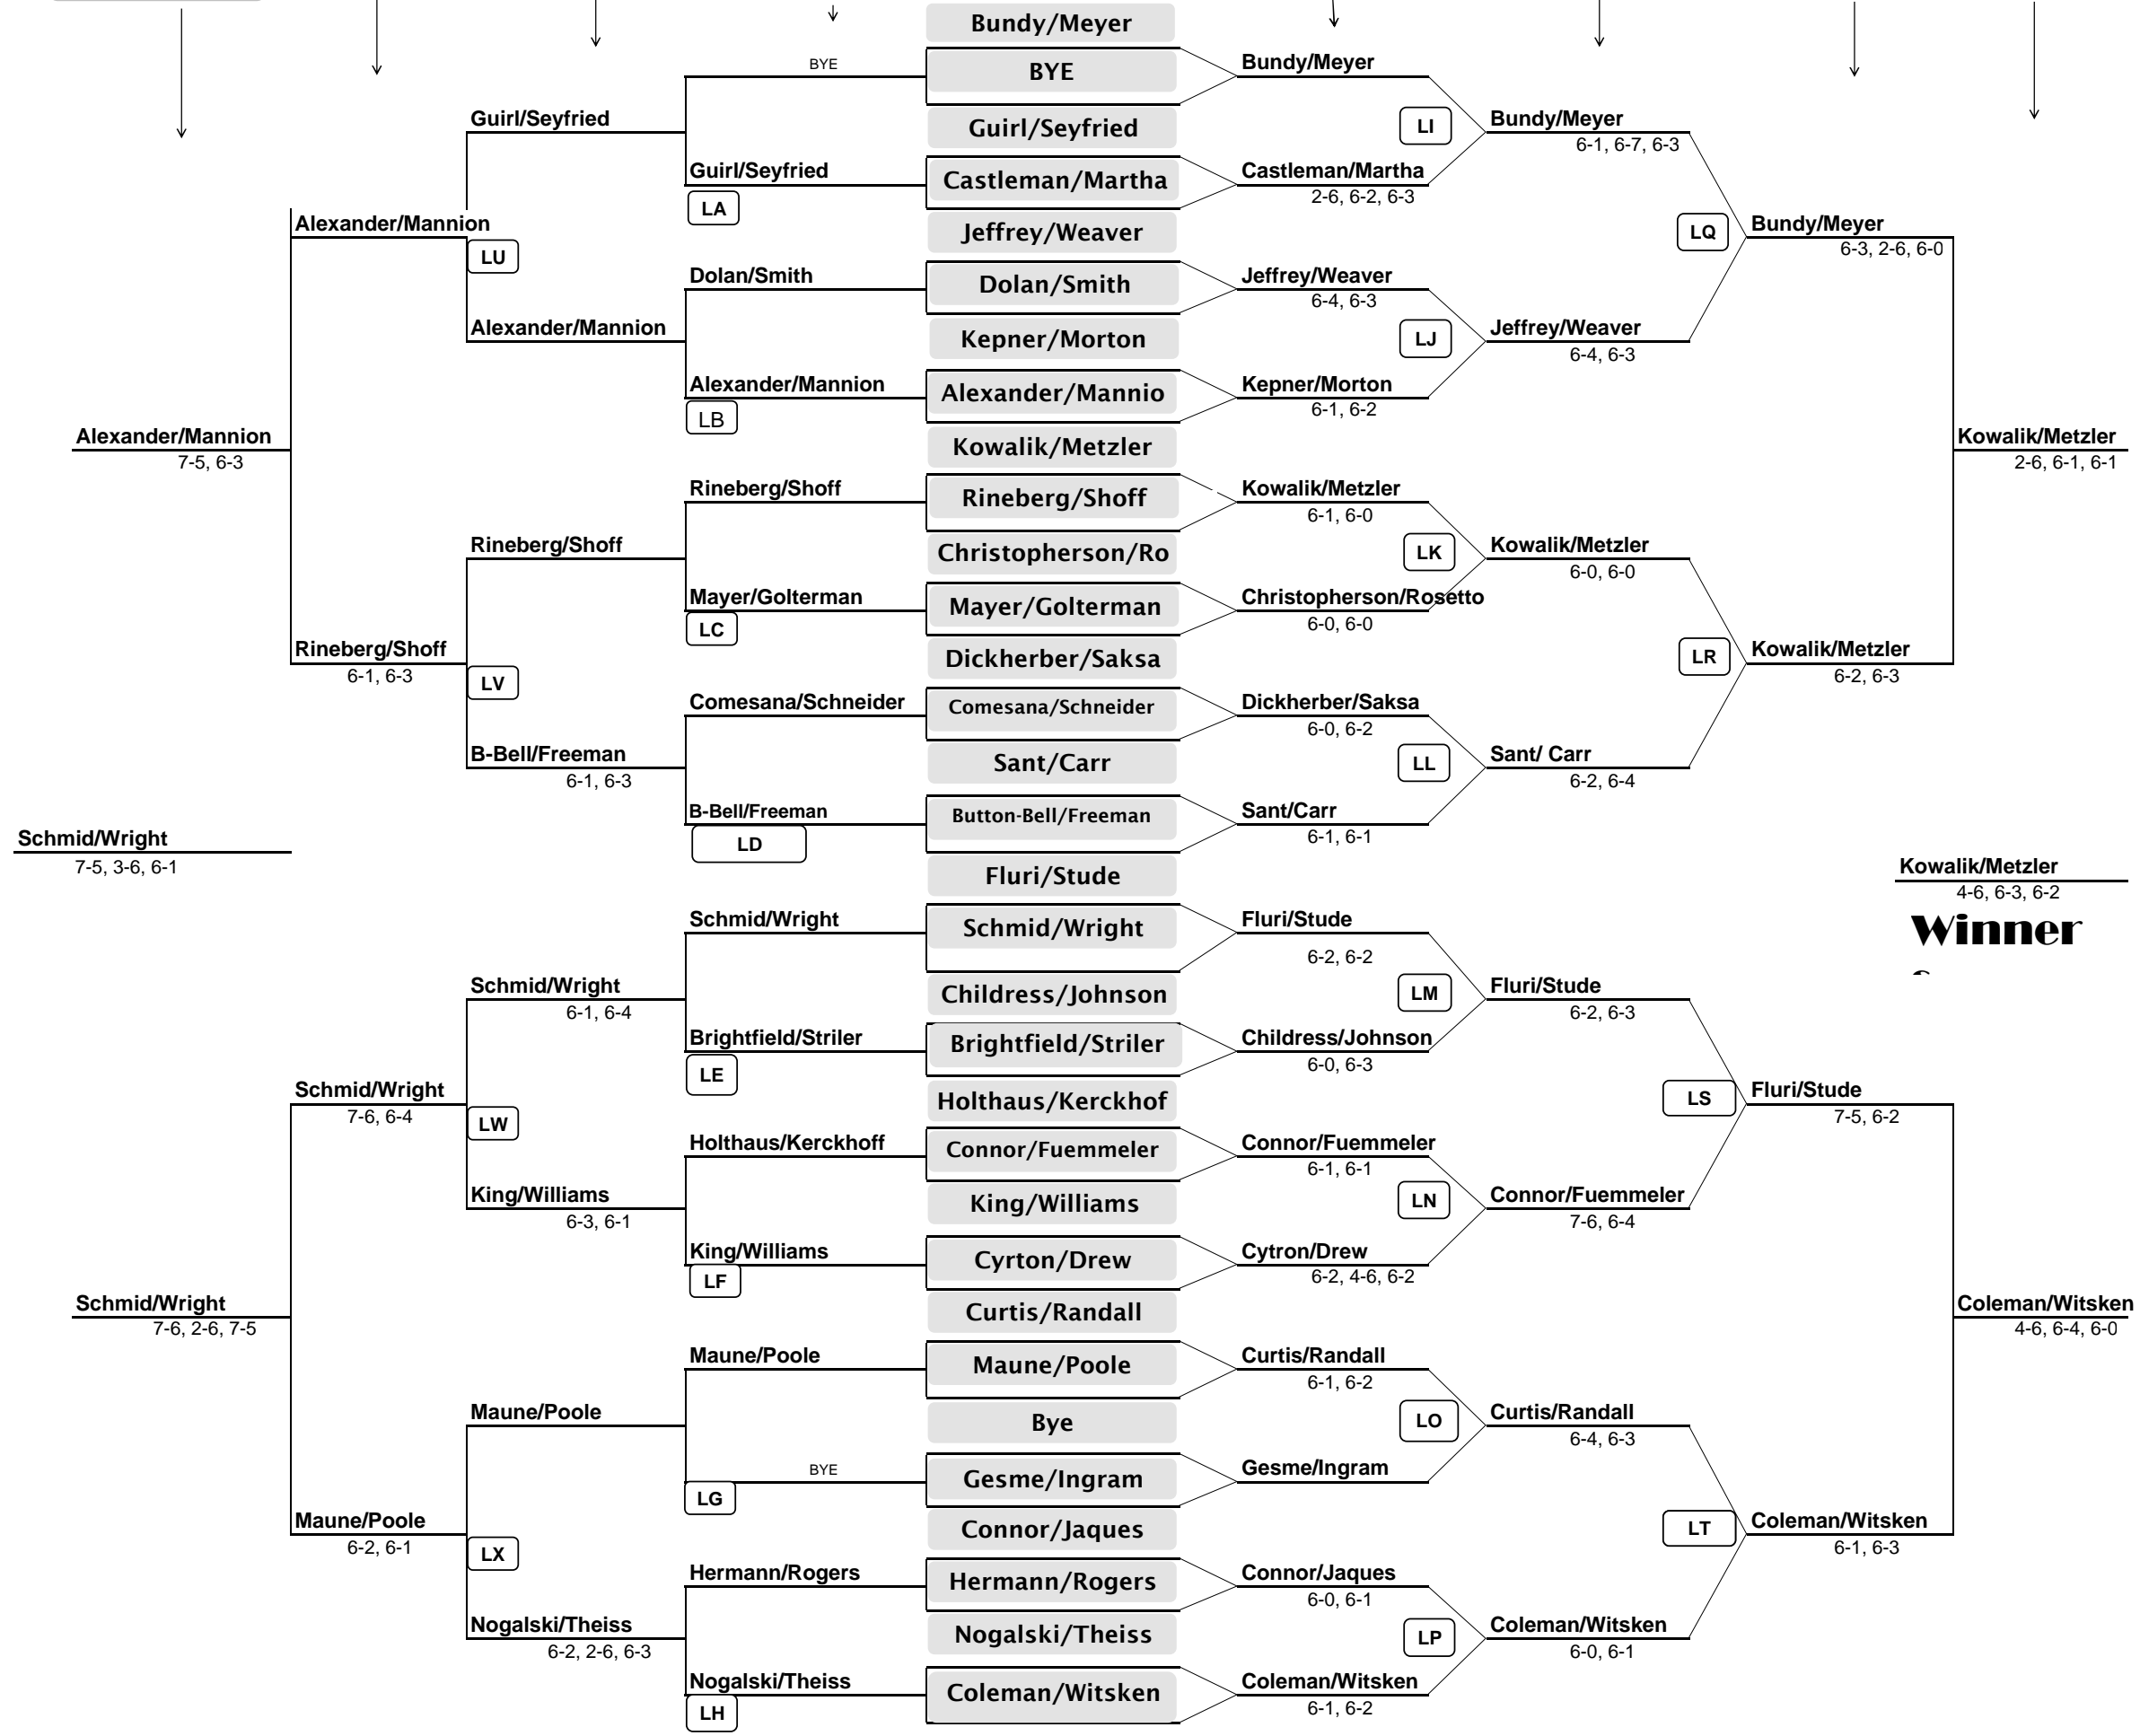 Bundy/Meyer
BYE
BYE
Bundy/Meyer
Guirl/Seyfried
Guirl/Seyfried
LI
Bundy/Meyer
6-1, 6-7, 6-3
Guirl/Seyfried
Castleman/Martha
Castleman/Martha
LA
2-6, 6-2, 6-3
Alexander/Mannion
Jeffrey/Weaver
LQ
Bundy/Meyer
LU
6-3, 2-6, 6-0
Dolan/Smith
Dolan/Smith
Jeffrey/Weaver
6-4, 6-3
Alexander/Mannion
Kepner/Morton
LJ
Jeffrey/Weaver
6-4, 6-3
Alexander/Mannion
Alexander/Mannio
Kepner/Morton
LB
6-1, 6-2
Alexander/Mannion
Kowalik/Metzler
Kowalik/Metzler
7-5, 6-3
2-6, 6-1, 6-1
Rineberg/Shoff
Rineberg/Shoff
Kowalik/Metzler
6-1, 6-0
Rineberg/Shoff
Christopherson/Ro
LK
Kowalik/Metzler
6-0, 6-0
Mayer/Golterman
Mayer/Golterman
Christopherson/Rosetto
LC
6-0, 6-0
Rineberg/Shoff
Dickherber/Saksa
LR
Kowalik/Metzler
6-1, 6-3
LV
6-2, 6-3
Comesana/Schneider
Comesana/Schneider
Dickherber/Saksa
6-0, 6-2
B-Bell/Freeman
Sant/Carr
LL
Sant/ Carr
6-1, 6-3
6-2, 6-4
B-Bell/Freeman
Button-Bell/Freeman
Sant/Carr
LD
6-1, 6-1
Schmid/Wright
7-5, 3-6, 6-1
Fluri/Stude
Kowalik/Metzler
4-6, 6-3, 6-2
Winner
Schmid/Wright
Schmid/Wright
Fluri/Stude
6-2, 6-2
Schmid/Wright
Childress/Johnson
LM
Fluri/Stude
6-1, 6-4
6-2, 6-3
Brightfield/Striler
Brightfield/Striler
Childress/Johnson
LE
6-0, 6-3
Schmid/Wright
Holthaus/Kerckhof
LS
Fluri/Stude
7-6, 6-4
LW
7-5, 6-2
Holthaus/Kerckhoff
Connor/Fuemmeler
Connor/Fuemmeler
6-1, 6-1
King/Williams
King/Williams
LN
Connor/Fuemmeler
6-3, 6-1
7-6, 6-4
King/Williams
Cyrton/Drew
Cytron/Drew
LF
6-2, 4-6, 6-2
Schmid/Wright
Curtis/Randall
Coleman/Witsken
7-6, 2-6, 7-5
4-6, 6-4, 6-0
Maune/Poole
Maune/Poole
Curtis/Randall
6-1, 6-2
Maune/Poole
Bye
LO
Curtis/Randall
6-4, 6-3
BYE
Gesme/Ingram
Gesme/Ingram
LG
Maune/Poole
Connor/Jaques
LT
Coleman/Witsken
6-2, 6-1
LX
6-1, 6-3
Hermann/Rogers
Hermann/Rogers
Connor/Jaques
6-0, 6-1
Nogalski/Theiss
Nogalski/Theiss
LP
Coleman/Witsken
6-2, 2-6, 6-3
6-0, 6-1
Nogalski/Theiss
Coleman/Witsken
Coleman/Witsken
LH
6-1, 6-2